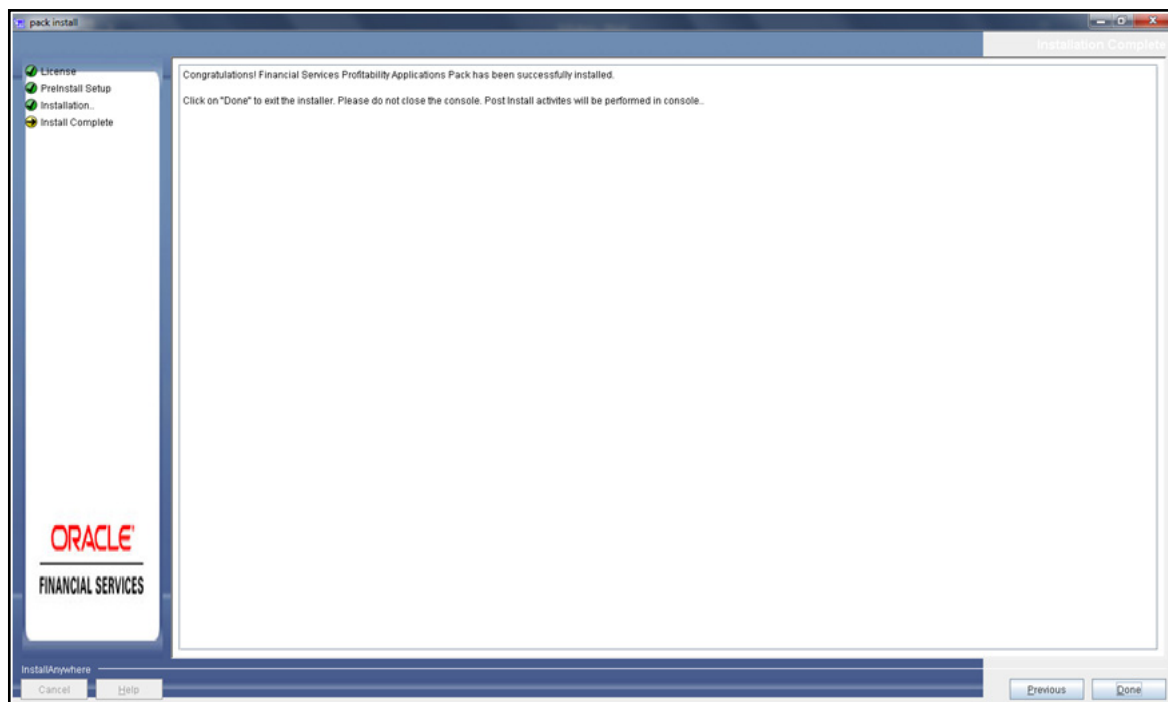 pack install
Installation Complete
License
PreInstall Setup
Installation..
Install Complete
Congratulations! Financial Services Profitability Applications Pack has been successfully installed.
Click on "Done" to exit the installer. Please do not close the console. Post Install activites will be performed in console..
ORACLE
FINANCIAL SERVICES
InstallAnywhere
Cancel
Help
Previous
Done